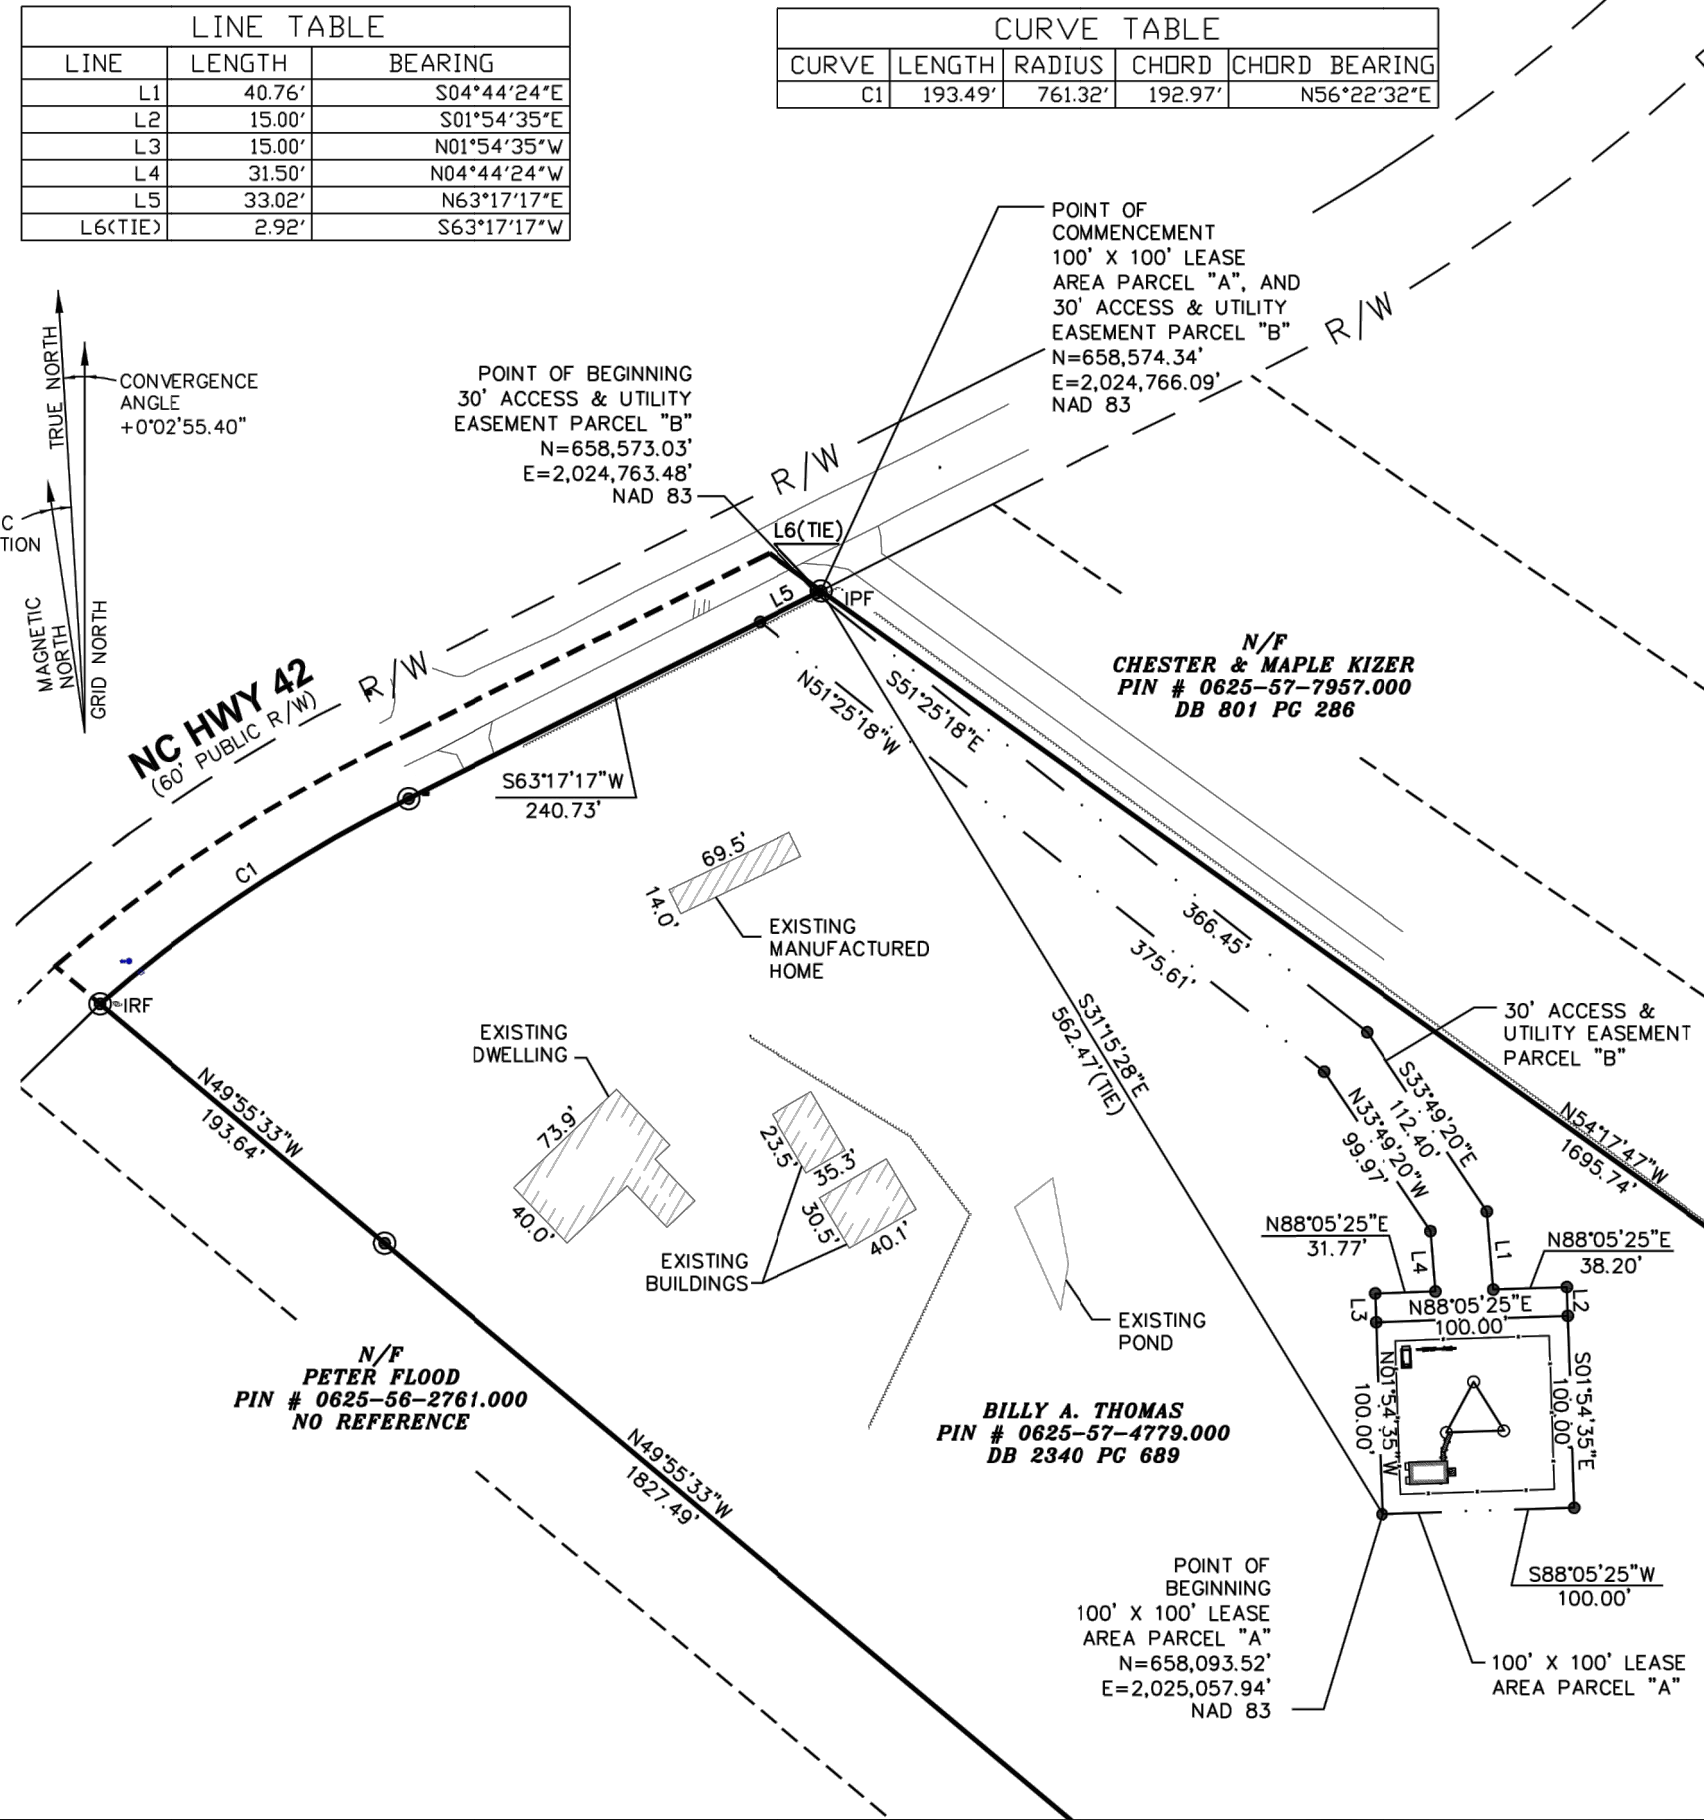 LINE TABLE
LINE LENGTH BEARING
L1 40.76' S04°44'24"E
L2 15.00' S01°54'35"E
L3 15.00' N01°54'35"W
L4 31.50' N04°44'24"W
L5 33.02' N63°17'17"E
L6(TIE) 2.92' S63°17'17"W
CURVE TABLE
CURVE LENGTH RADIUS CHORD CHORD BEARING
C1 193.49' 761.32' 192.97' N56°22'32"E
POINT OF
COMMENCEMENT
100' X 100' LEASE
AREA PARCEL "A", AND
30' ACCESS & UTILITY
EASEMENT PARCEL "B"
N=658,574.34'
E=2,024,766.09'
NAD 83
R/W
TRUE NORTH
CONVERGENCE
ANGLE
+0°02'55.40"
C
TION
MAGNETIC
NORTH
GRID NORTH
POINT OF BEGINNING
30' ACCESS & UTILITY
EASEMENT PARCEL "B"
N=658,573.03'
E=2,024,763.48'
NAD 83
R/W
L6(TIE)
L5
IPF
R/W
NC HWY 42
(60' PUBLIC R/W)
N/F
CHESTER & MAPLE KIZER
PIN # 0625-57-7957.000
DB 801 PG 286
S51°25'18"E
N51°25'18"W
S63°17'17"W
240.73'
C1
69.5'
14.0'
EXISTING
MANUFACTURED
HOME
366.45'
375.61'
IRF
S31°15'28"E
562.47'(TIE)
30' ACCESS &
UTILITY EASEMENT
PARCEL "B"
EXISTING
DWELLING
N49°55'33"W
193.64'
73.9'
40.0'
23.5'
35.3'
30.5'
40.1'
EXISTING
BUILDINGS
S33°49'20"E
112.40'
N33°49'20"W
99.97'
N54°17'47"W
1695.74'
N88°05'25"E
31.77'
L4
L1
N88°05'25"E
38.20'
L3
N88°05'25"E
100.00'
L2
EXISTING
POND
N/F
PETER FLOOD
PIN # 0625-56-2761.000
NO REFERENCE
N01°54'35"W
100.00'
S01°54'35"E
100.00'
BILLY A. THOMAS
PIN # 0625-57-4779.000
DB 2340 PG 689
N49°55'33"W
1827.49'
S88°05'25"W
100.00'
POINT OF
BEGINNING
100' X 100' LEASE
AREA PARCEL "A"
N=658,093.52'
E=2,025,057.94'
NAD 83
100' X 100' LEASE
AREA PARCEL "A"